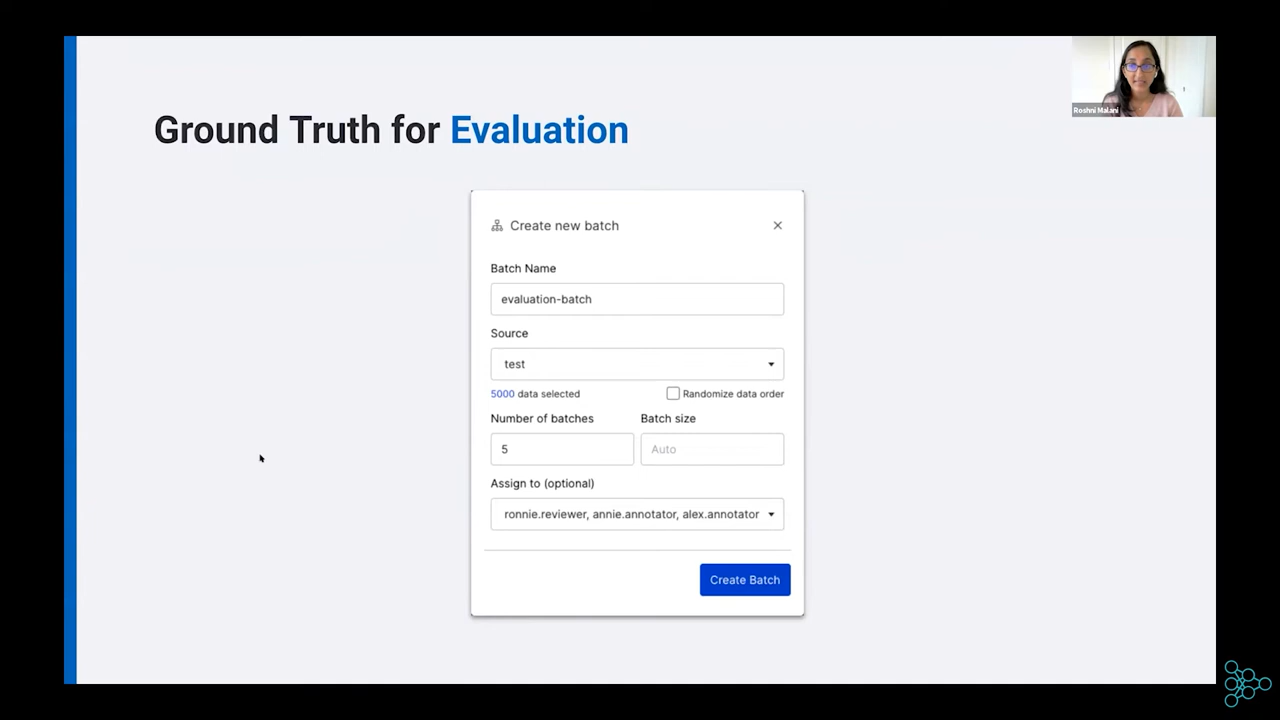 Ground Truth for Evaluation
Roshni Malani
Create new batch
Batch Name
evaluation-batch
Source
test
5000 data selected
Randomize data order
Number of batches
Batch size
5
Auto
Assign to (optional)
ronnie.reviewer, annie.annotator, alex.annotator
Create Batch